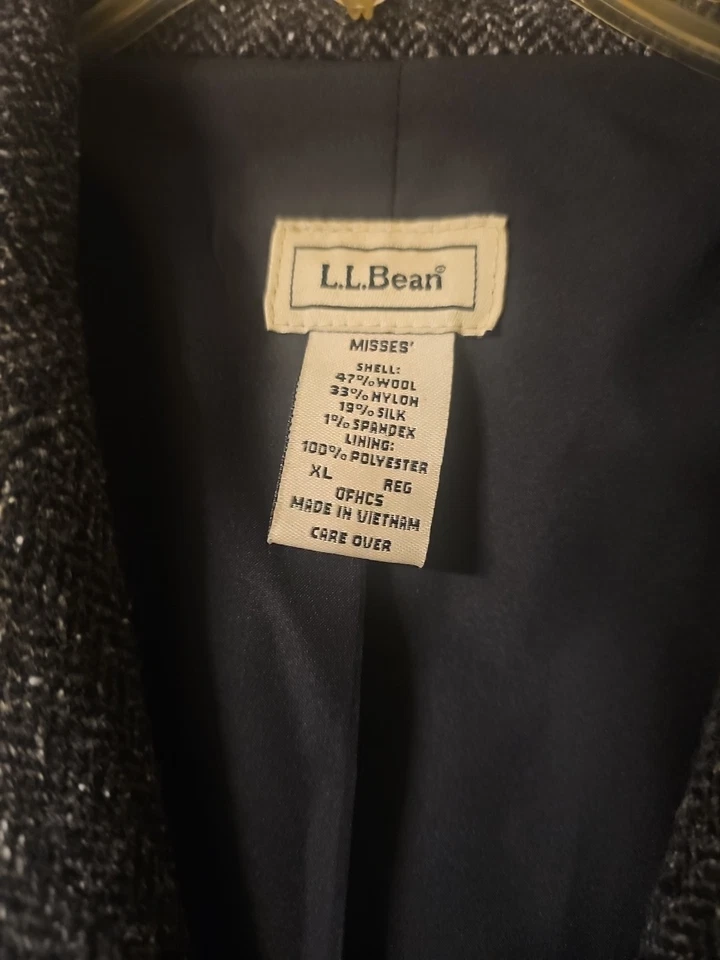 L.L.Bean®
MISSES'
SHELL:
47% WOOL
33% NYLON
19% SILK
1% SPANDEX
LINING:
100% POLYESTER
XL REG
OFHC5
MADE IN VIETNAM
CARE OVER